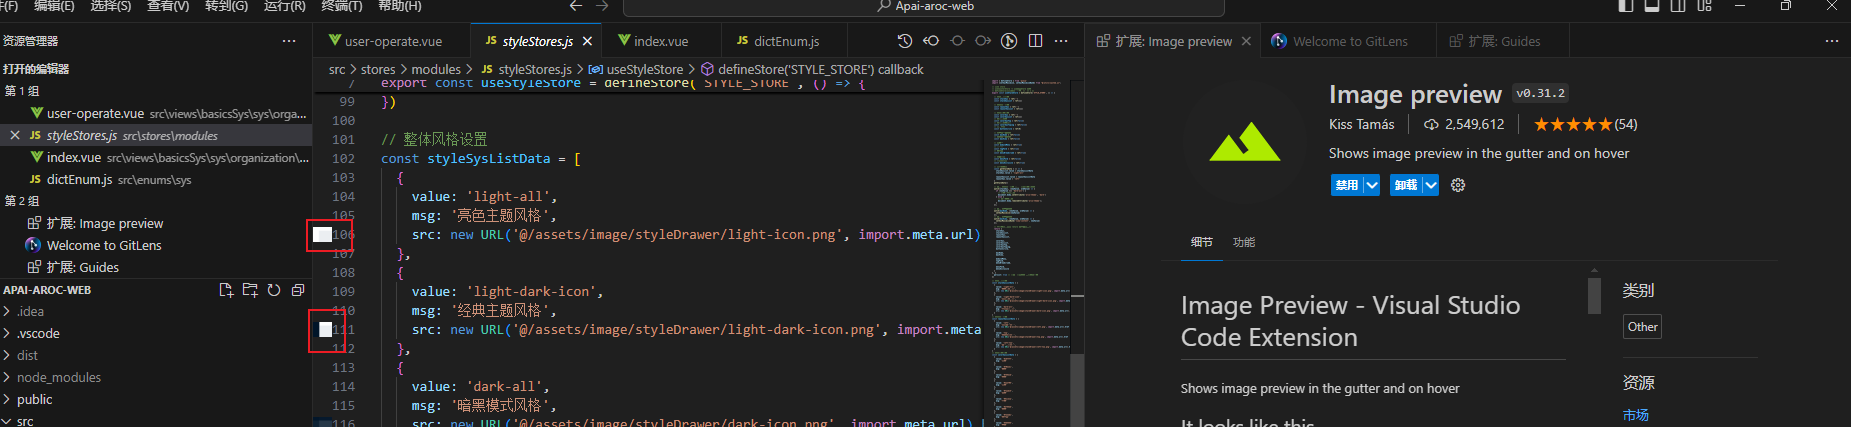 件(F) 编辑(E) 选择(S) 查看(V) 转到(G) 运行(R) 终端(T) 帮助(H)
Apai-aroc-web
资源管理器
打开的编辑器
第 1 组
user-operate.vue src\views\basicSys\sys\orga...
styleStores.js src\stores\modules
index.vue src\views\basicSys\sys\organization\...
dictEnum.js src\enums\sys
第 2 组
扩展: Image preview
Welcome to GitLens
扩展: Guides
APAI-AROC-WEB
.idea
.vscode
dist
node_modules
public
src
user-operate.vue
styleStores.js
index.vue
dictEnum.js
src > stores > modules > styleStores.js > useStyleStore > defineStore('STYLE_STORE') callback
7 export const useStyleStore = defineStore('STYLE_STORE', () => {
99 })
100
101 // 整体风格设置
102 const styleSysListData = [
103 {
104 value: 'light-all',
105 msg: '亮色主题风格',
106 src: new URL('@/assets/image/styleDrawer/light-icon.png', import.meta.url)
107 },
108 {
109 value: 'light-dark-icon',
110 msg: '经典主题风格',
111 src: new URL('@/assets/image/styleDrawer/light-dark-icon.png', import.meta
112 },
113 {
114 value: 'dark-all',
115 msg: '暗黑模式风格',
116 src: new URL('@/assets/image/styleDrawer/dark-icon.png', import.meta.url)
扩展: Image preview
Welcome to GitLens
扩展: Guides
Image preview v0.31.2
Kiss Tamás 2,549,612 (54)
Shows image preview in the gutter and on hover
禁用 卸载
细节 功能
Image Preview - Visual Studio
Code Extension
Shows image preview in the gutter and on hover
It looks like this
类别
Other
资源
市场